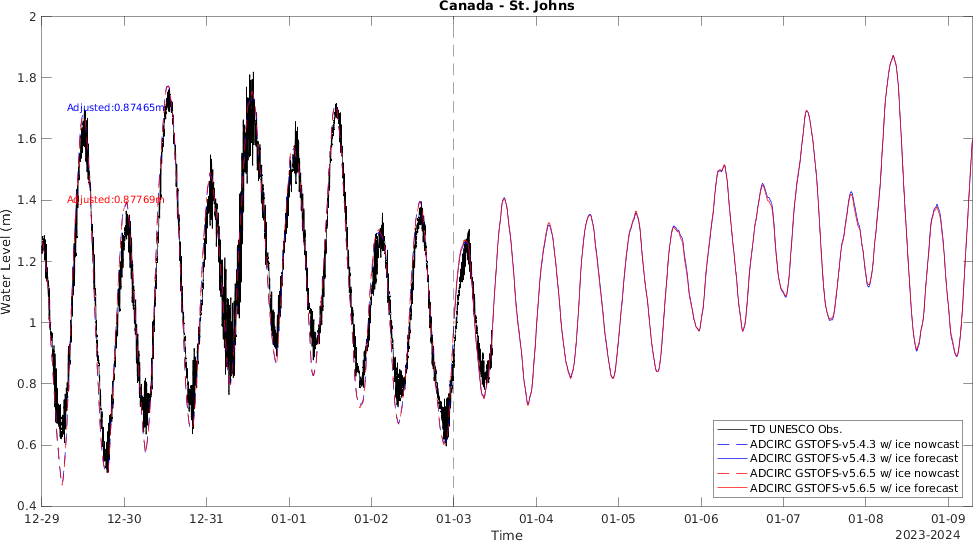 Canada - St. Johns
2
1.8
1.6
1.4
1.2
1
0.8
0.6
0.4
Water Level (m)
Adjusted:0.87465m
Adjusted:0.87769m
TD UNESCO Obs.
ADCIRC GSTOFS-v5.4.3 w/ ice nowcast
ADCIRC GSTOFS-v5.4.3 w/ ice forecast
ADCIRC GSTOFS-v5.6.5 w/ ice nowcast
ADCIRC GSTOFS-v5.6.5 w/ ice forecast
12-29 12-30 12-31 01-01 01-02 01-03 01-04 01-05 01-06 01-07 01-08 01-09
Time
2023-2024